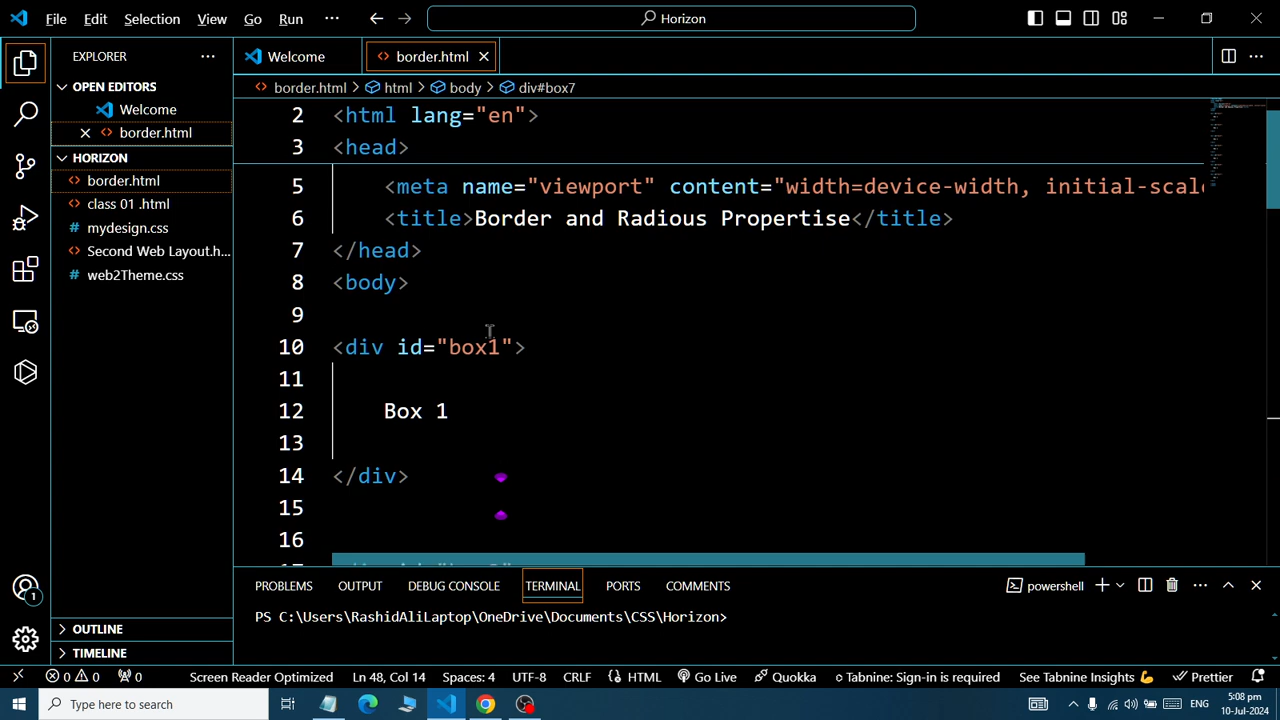 File Edit Selection View Go Run ··· Horizon
EXPLORER ···
OPEN EDITORS
Welcome
border.html
HORIZON
border.html
class 01 .html
mydesign.css
Second Web Layout.h...
web2Theme.css
OUTLINE
TIMELINE
Welcome border.html
border.html html body div#box7
2 <html lang="en">
3 <head>
5 <meta name="viewport" content="width=device-width, initial-scale
6 <title>Border and Radious Propertise</title>
7 </head>
8 <body>
9
10 <div id="box1">
11
12 Box 1
13
14 </div>
15
16
PROBLEMS OUTPUT DEBUG CONSOLE TERMINAL PORTS COMMENTS powershell
PS C:\Users\RashidAliLaptop\OneDrive\Documents\CSS\Horizon>
1
0 0 0 Screen Reader Optimized Ln 48, Col 14 Spaces: 4 UTF-8 CRLF HTML Go Live Quokka Tabnine: Sign-in is required See Tabnine Insights Prettier
Type here to search ENG 5:08 pm
10-Jul-2024